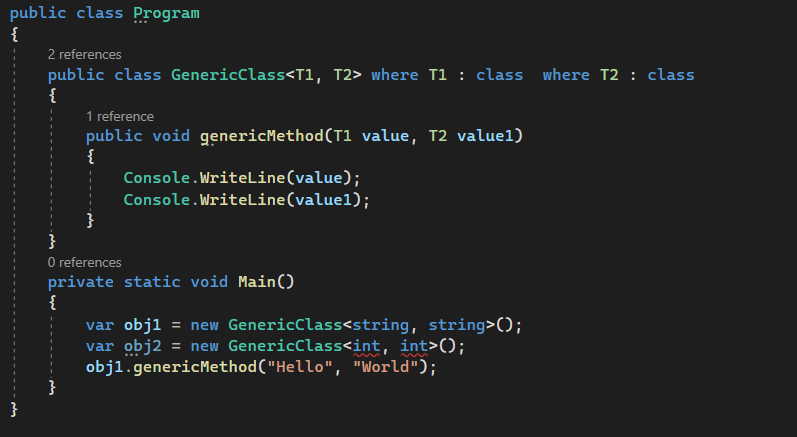 public class Program
{
2 references
public class GenericClass<T1, T2> where T1 : class  where T2 : class
{
1 reference
public void genericMethod(T1 value, T2 value1)
{
Console.WriteLine(value);
Console.WriteLine(value1);
}
}
0 references
private static void Main()
{
var obj1 = new GenericClass<string, string>();
var obj2 = new GenericClass<int, int>();
obj1.genericMethod("Hello", "World");
}
}